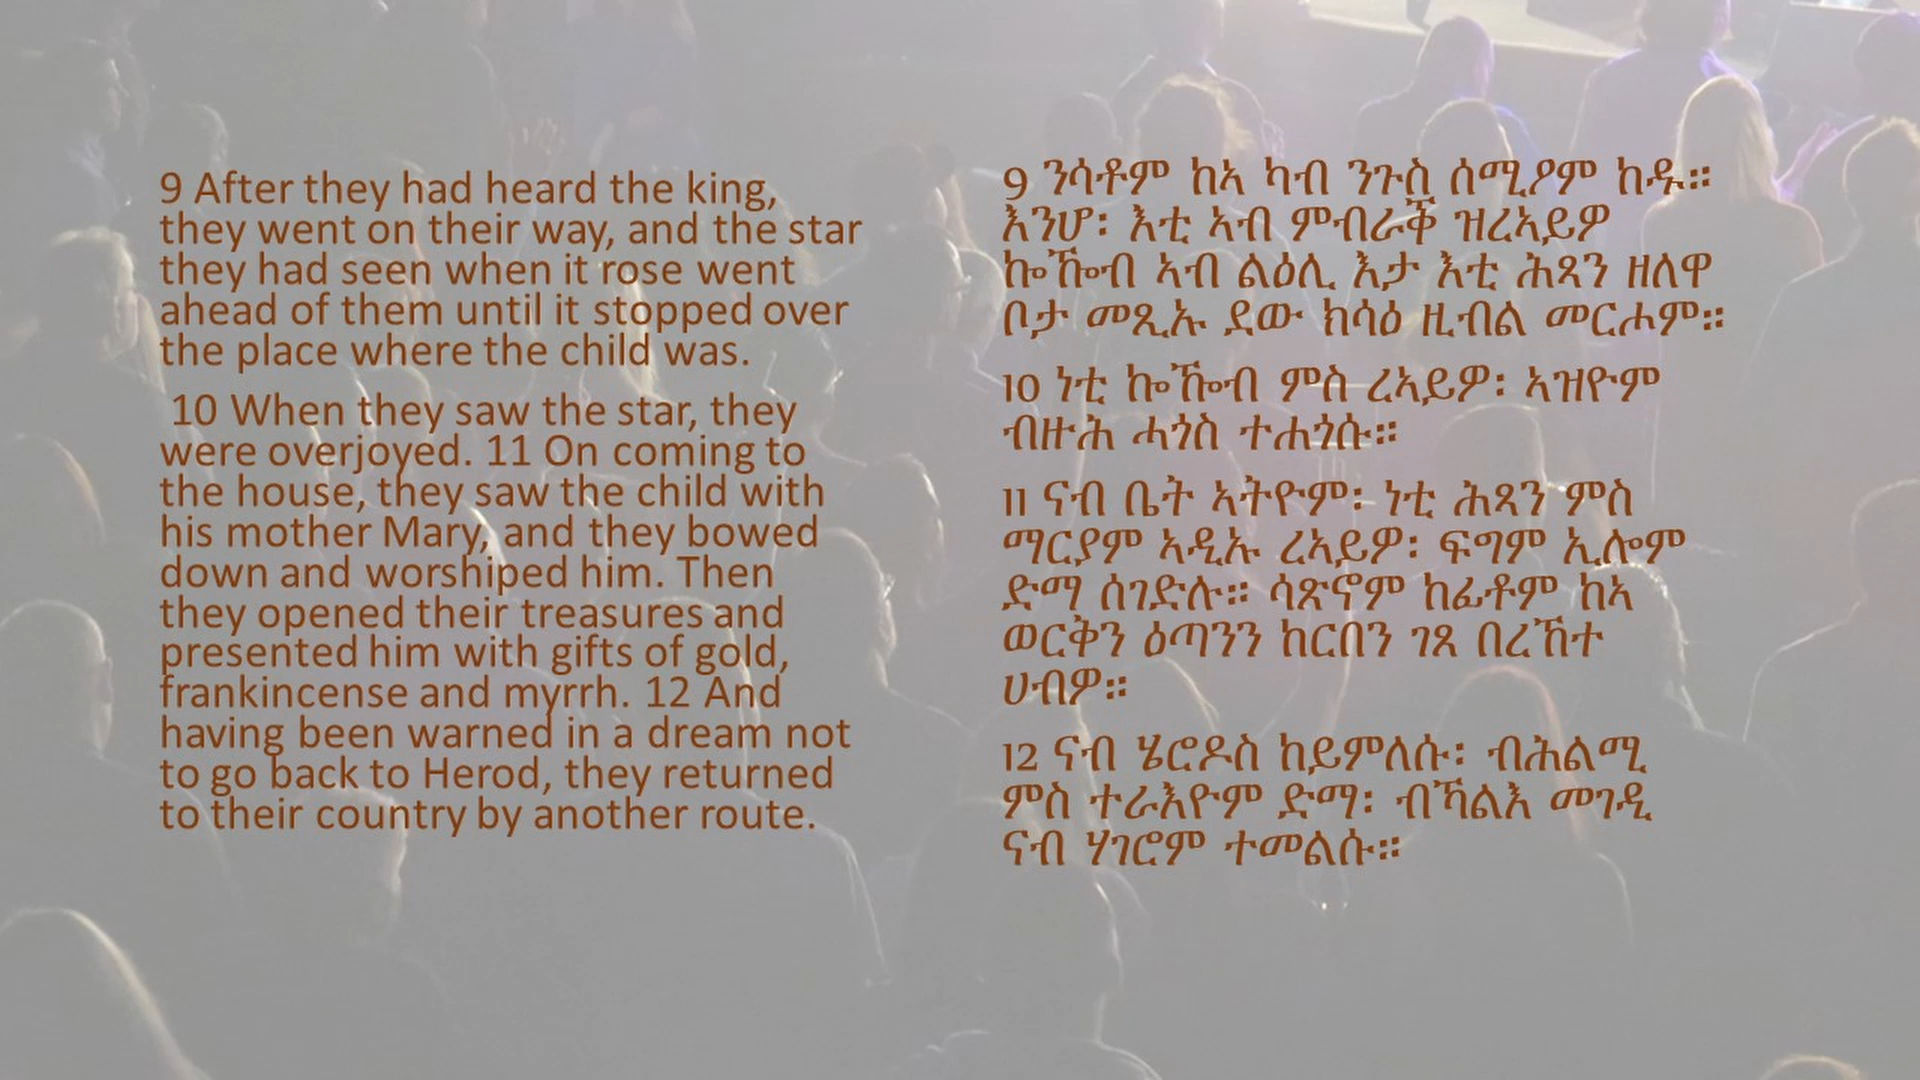 9 After they had heard the king,
they went on their way, and the star
they had seen when it rose went
ahead of them until it stopped over
the place where the child was.
10 When they saw the star, they
were overjoyed. 11 On coming to
the house, they saw the child with
his mother Mary, and they bowed
down and worshiped him. Then
they opened their treasures and
presented him with gifts of gold,
frankincense and myrrh. 12 And
having been warned in a dream not
to go back to Herod, they returned
to their country by another route.
9 ንሳቶም ከኣ ካብ ንጉስ ሰሚዖም ከዱ።
እንሆ፡ እቲ ኣብ ምብራቕ ዝረኣይዎ
ኰዀብ ኣብ ልዕሊ እታ እቲ ሕጻን ዘለዋ
ቦታ መጺኡ ደው ክሳዕ ዚብል መርሖም።
10 ነቲ ኰዀብ ምስ ረኣይዎ፡ ኣዝዮም
ብዙሕ ሓጎስ ተሐጎሱ።
11 ናብ ቤት ኣትዮም፡ ነቲ ሕጻን ምስ
ማርያም ኣዲኡ ረኣይዎ፡ ፍግም ኢሎም
ድማ ሰገድሉ። ሳጽኖም ከፊቶም ከኣ
ወርቅን ዕጣንን ከርበን ገጸ በረኸተ
ሀብዎ።
12 ናብ ሄሮዶስ ከይምለሱ፡ ብሕልሚ
ምስ ተራእዮም ድማ፡ ብኻልእ መገዲ
ናብ ሃገሮም ተመልሱ።